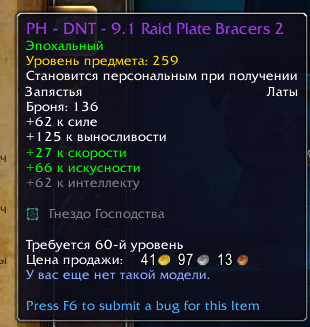 PH - DNT - 9.1 Raid Plate Bracers 2
Эпохальный
Уровень предмета: 259
Становится персональным при получении
Запястья Латы
Броня: 136
+62 к силе
+125 к выносливости
+27 к скорости
+66 к искусности
+62 к интеллекту
Гнездо Господства
Требуется 60-й уровень
Цена продажи: 41 97 13
У вас еще нет такой модели.
Press F6 to submit a bug for this Item